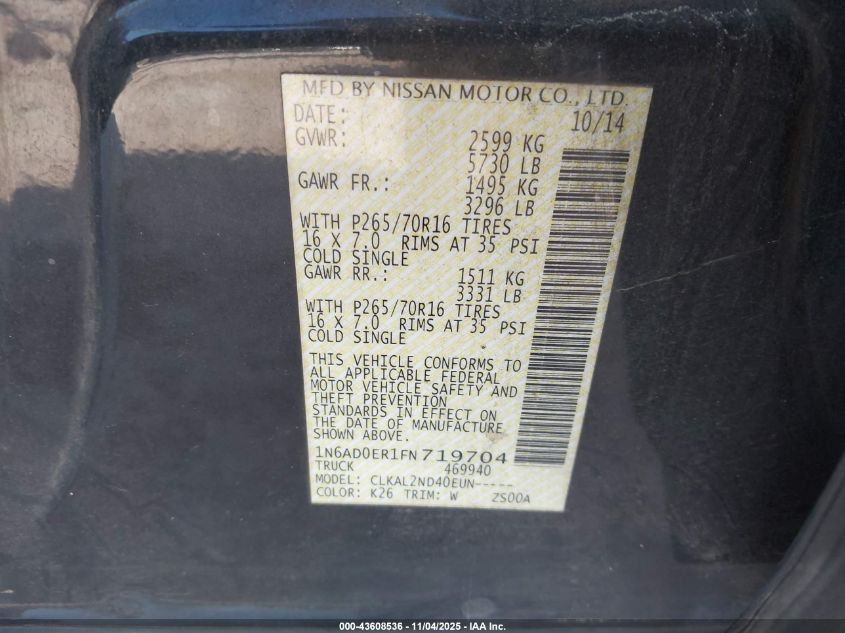 MFD BY NISSAN MOTOR CO., LTD.
DATE: 10/14
GVWR: 2599 KG
5730 LB
GAWR FR.: 1495 KG
3296 LB
WITH P265/70R16 TIRES
16 X 7.0 RIMS AT 35 PSI
COLD SINGLE
GAWR RR.: 1511 KG
3331 LB
WITH P265/70R16 TIRES
16 X 7.0 RIMS AT 35 PSI
COLD SINGLE
THIS VEHICLE CONFORMS TO
ALL APPLICABLE FEDERAL
MOTOR VEHICLE SAFETY AND
THEFT PREVENTION
STANDARDS IN EFFECT ON
THE DATE OF MANUFACTURE
SHOWN ABOVE.
1N6AD0ER1FN719704
TRUCK 469940
MODEL: CLKAL2ND40EUN-----
COLOR: K26 TRIM: W ZS00A
000-43608536 - 11/04/2025 - IAA Inc.